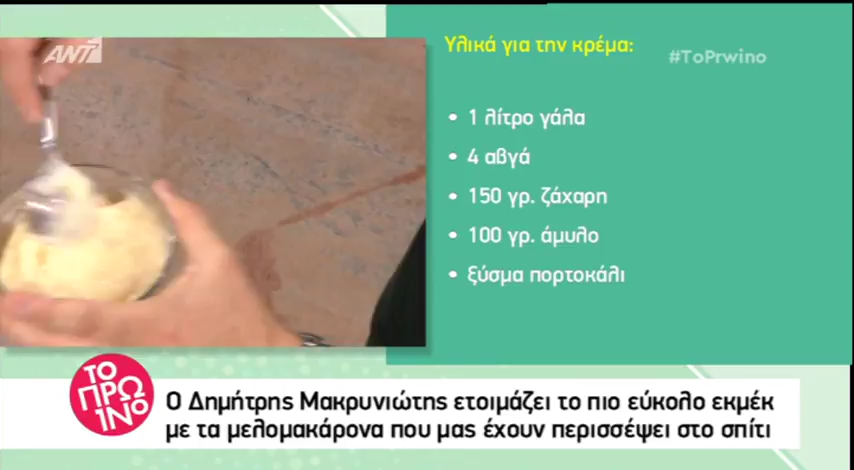 ANT1
Υλικά για την κρέμα:
#ToPrwino
• 1 λίτρο γάλα
• 4 αβγά
• 150 γρ. ζάχαρη
• 100 γρ. άμυλο
• ξύσμα πορτοκάλι
ΤΟ
ΠΡΩ
ΙΝΟ
Ο Δημήτρης Μακρυνιώτης ετοιμάζει το πιο εύκολο εκμέκ
με τα μελομακάρονα που μας έχουν περισσέψει στο σπίτι